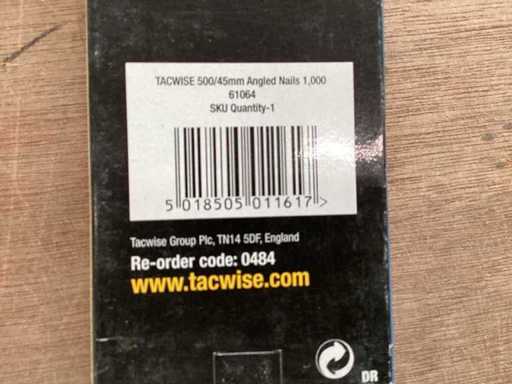 TACWISE 500/45mm Angled Nails 1,000
61064
SKU Quantity-1
5 018505 011617 >
Tacwise Group Plc, TN14 5DF, England
Re-order code: 0484
www.tacwise.com
DR